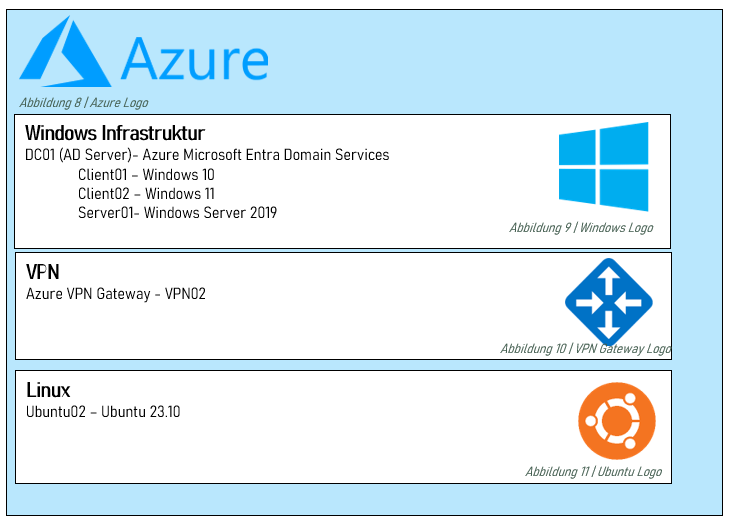 Azure
Abbildung 8 | Azure Logo
Windows Infrastruktur
DC01 (AD Server)- Azure Microsoft Entra Domain Services
Client01 – Windows 10
Client02 – Windows 11
Server01- Windows Server 2019
Abbildung 9 | Windows Logo
VPN
Azure VPN Gateway - VPN02
Abbildung 10 | VPN Gateway Logo
Linux
Ubuntu02 – Ubuntu 23.10
Abbildung 11 | Ubuntu Logo